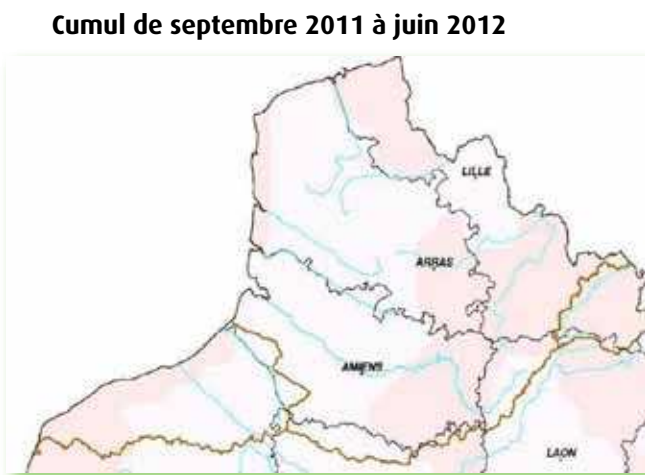 Cumul de septembre 2011 à juin 2012
LILLE
ARRAS
AMIENS
LAON